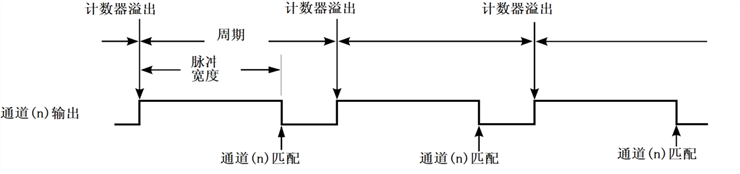 计数器溢出
计数器溢出
计数器溢出
周期
脉冲
宽度
通道(n)输出
通道(n)匹配
通道(n)匹配
通道(n)匹配